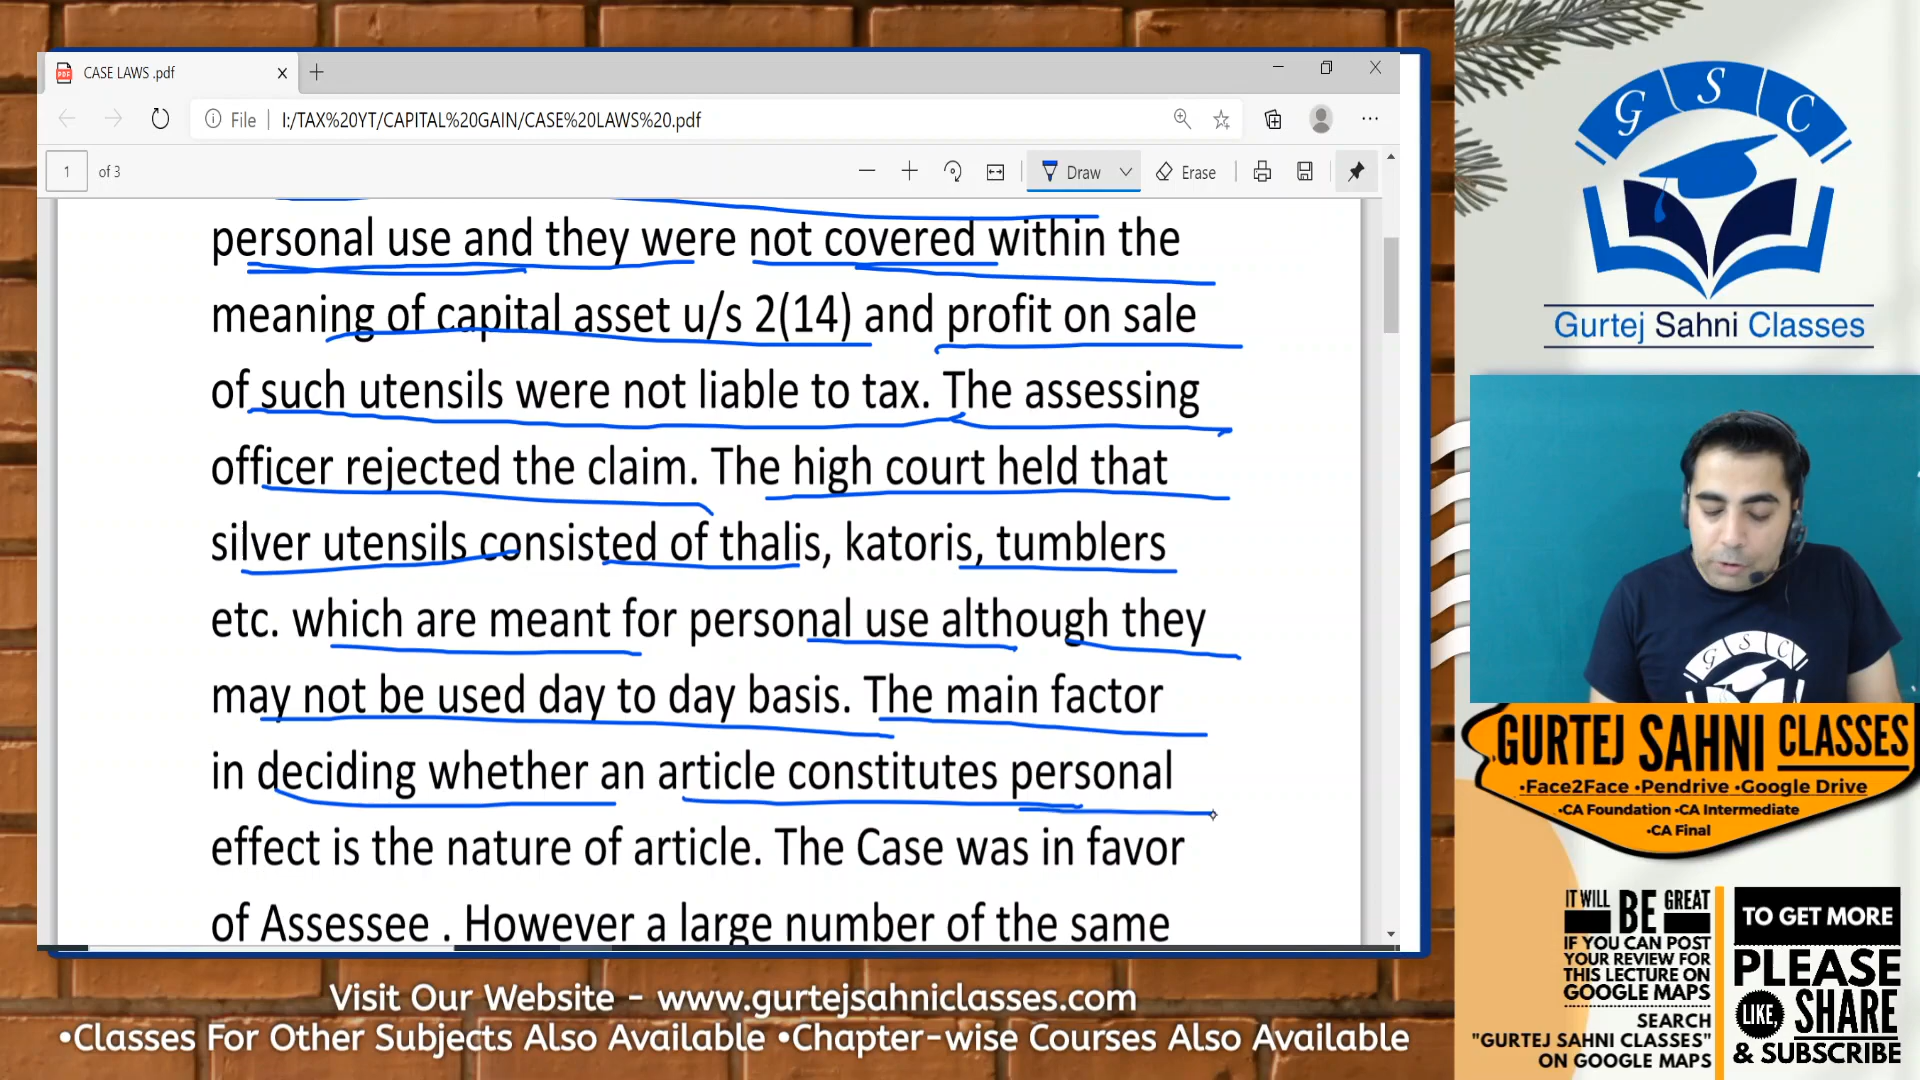 CASE LAWS .pdf
File
I:/TAX%20YT/CAPITAL%20GAIN/CASE%20LAWS%20.pdf
1 of 3
Draw
Erase
personal use and they were not covered within the
meaning of capital asset u/s 2(14) and profit on sale
of such utensils were not liable to tax. The assessing
officer rejected the claim. The high court held that
silver utensils consisted of thalis, katoris, tumblers
etc. which are meant for personal use although they
may not be used day to day basis. The main factor
in deciding whether an article constitutes personal
effect is the nature of article. The Case was in favor
of Assessee . However a large number of the same
G S C
Gurtej Sahni Classes
G S C
GURTEJ SAHNI CLASSES
•Face2Face •Pendrive •Google Drive
•CA Foundation •CA Intermediate
•CA Final
IT WILL BE GREAT
IF YOU CAN POST
YOUR REVIEW FOR
THIS LECTURE ON
GOOGLE MAPS
SEARCH
"GURTEJ SAHNI CLASSES"
ON GOOGLE MAPS
TO GET MORE
PLEASE
LIKE, SHARE
& SUBSCRIBE
Visit Our Website - www.gurtejsahniclasses.com
•Classes For Other Subjects Also Available •Chapter-wise Courses Also Available